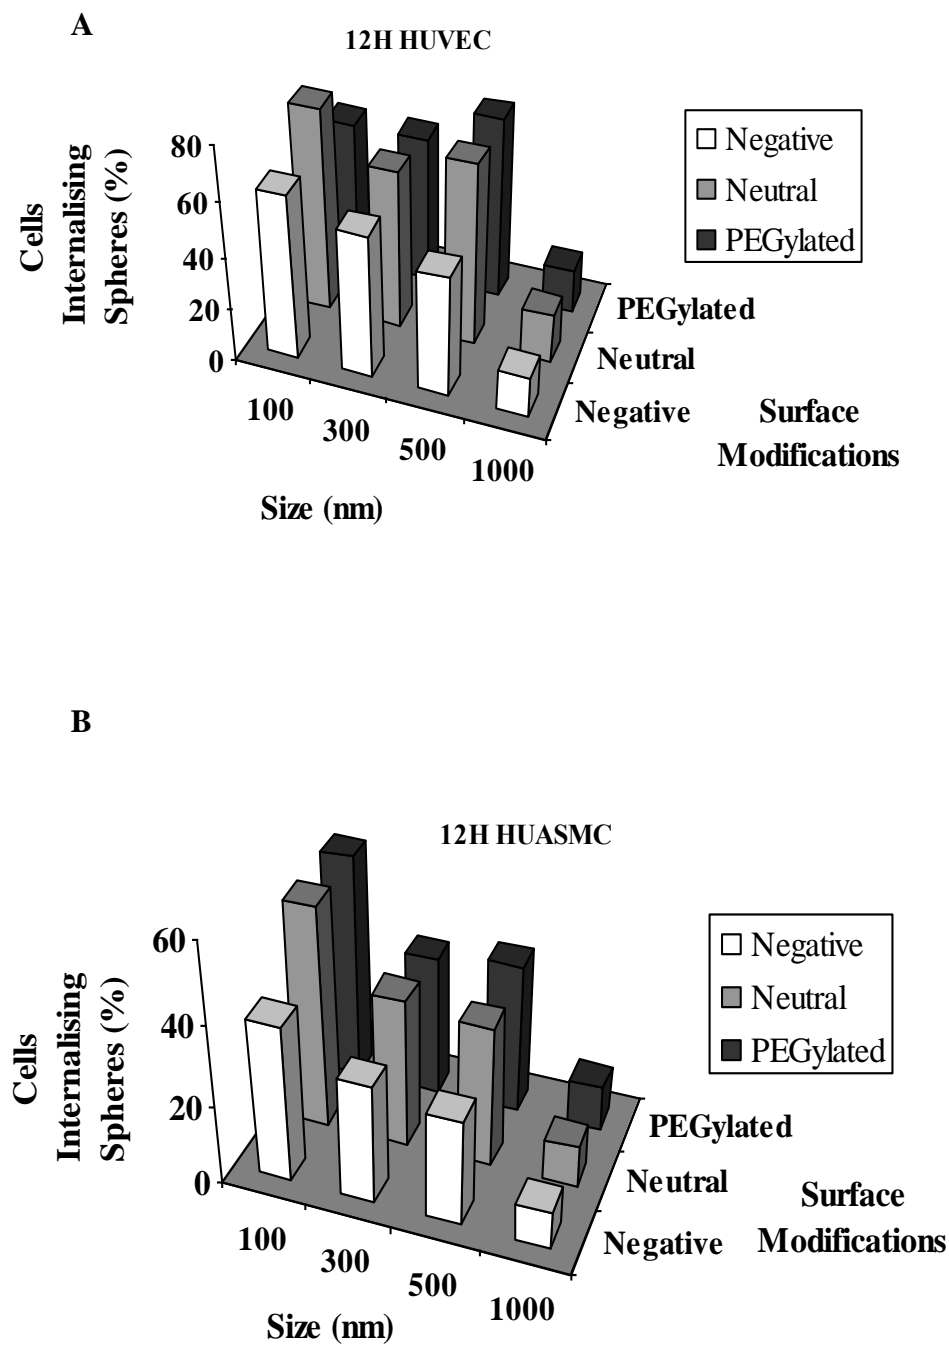 A
12H HUVEC
Cells
Internalising
Spheres (%)
80
60
40
20
0
100
300
500
1000
Size (nm)
Negative
Neutral
PEGylated
PEGylated
Neutral
Negative
Surface
Modifications
B
12H HUASMC
Cells
Internalising
Spheres (%)
60
40
20
0
100
300
500
1000
Size (nm)
Negative
Neutral
PEGylated
PEGylated
Neutral
Negative
Surface
Modifications